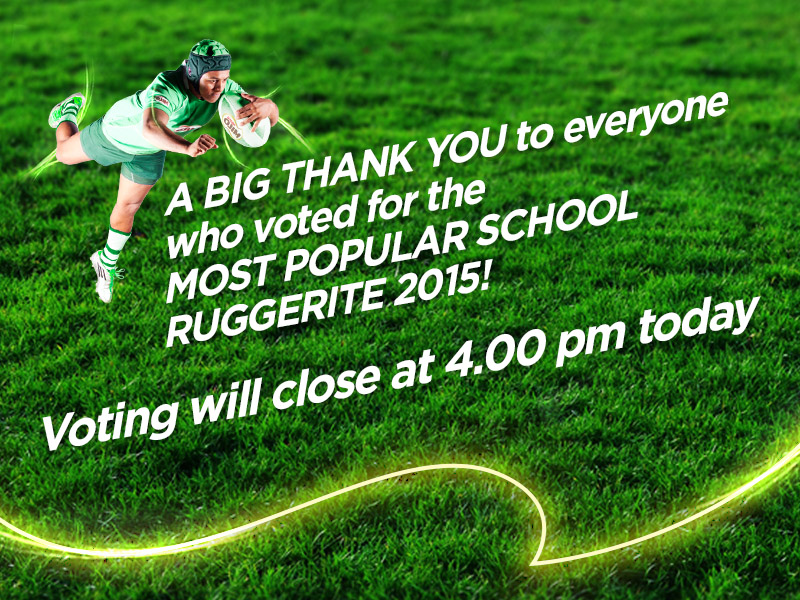 A BIG THANK YOU to everyone
who voted for the
MOST POPULAR SCHOOL
RUGGERITE 2015!
Voting will close at 4.00 pm today